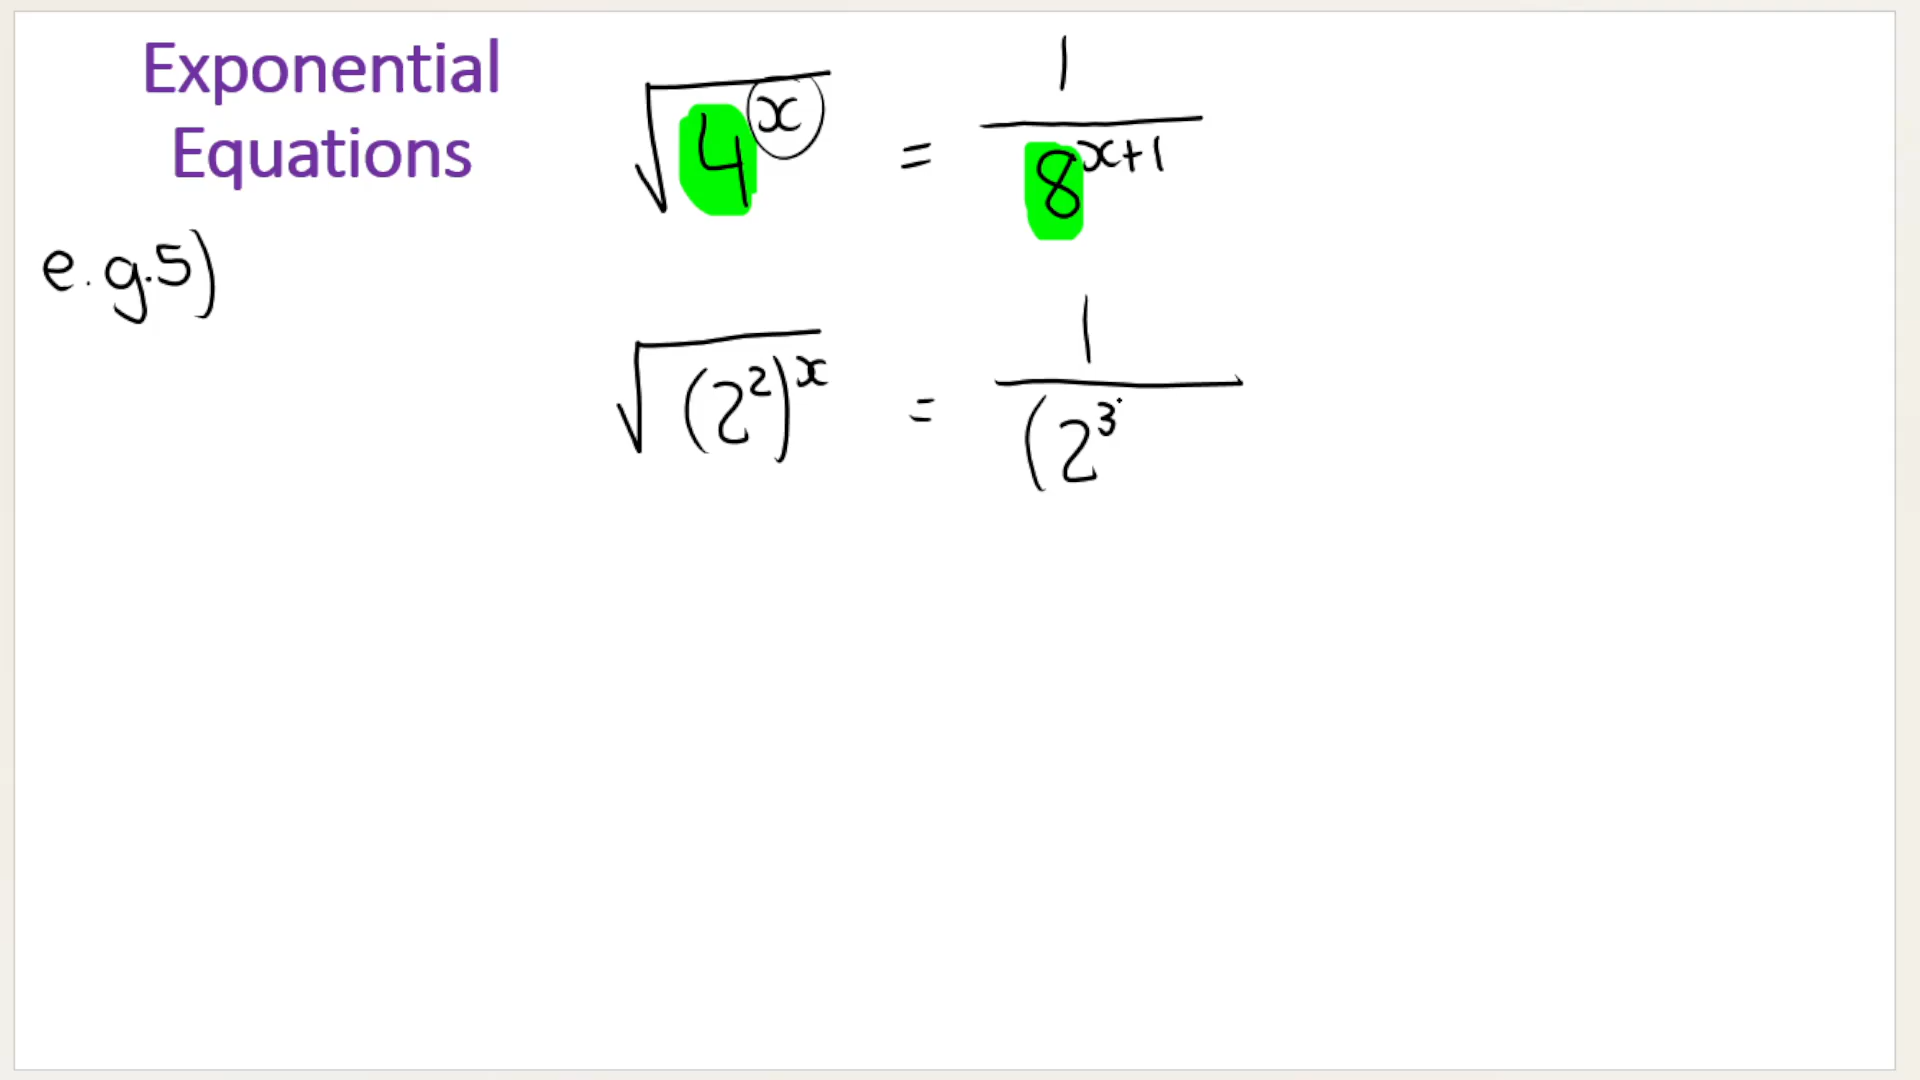 Exponential
Equations
e.g.5)
√(4^x) = 1/8^(x+1)
√((2²)^x) = 1/(2³